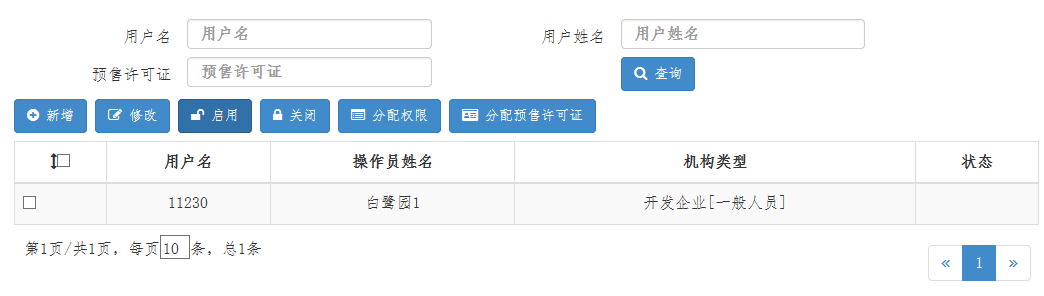 用户名 用户名 用户姓名 用户姓名
预售许可证 预售许可证 查询
新增 修改 启用 关闭 分配权限 分配预售许可证
用户名 操作员姓名 机构类型 状态
11230 白鹭园1 开发企业[一般人员]
第1页/共1页，每页10条，总1条
« 1 »